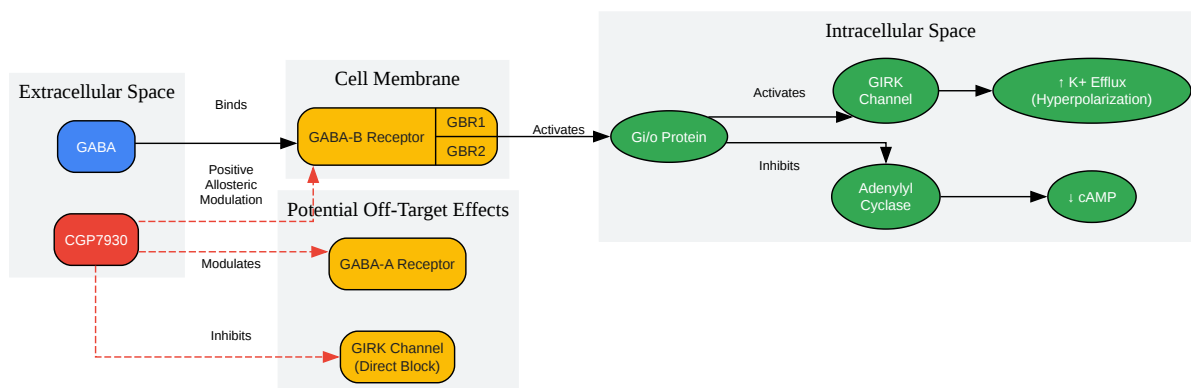 Extracellular Space
GABA
CGP7930
Binds
Positive
Allosteric
Modulation
Modulates
Inhibits
Cell Membrane
GABA-B Receptor
GBR1
GBR2
Potential Off-Target Effects
GABA-A Receptor
GIRK Channel
(Direct Block)
Activates
Intracellular Space
Gi/o Protein
Activates
Inhibits
GIRK
Channel
↑ K+ Efflux
(Hyperpolarization)
Adenylyl
Cyclase
↓ cAMP